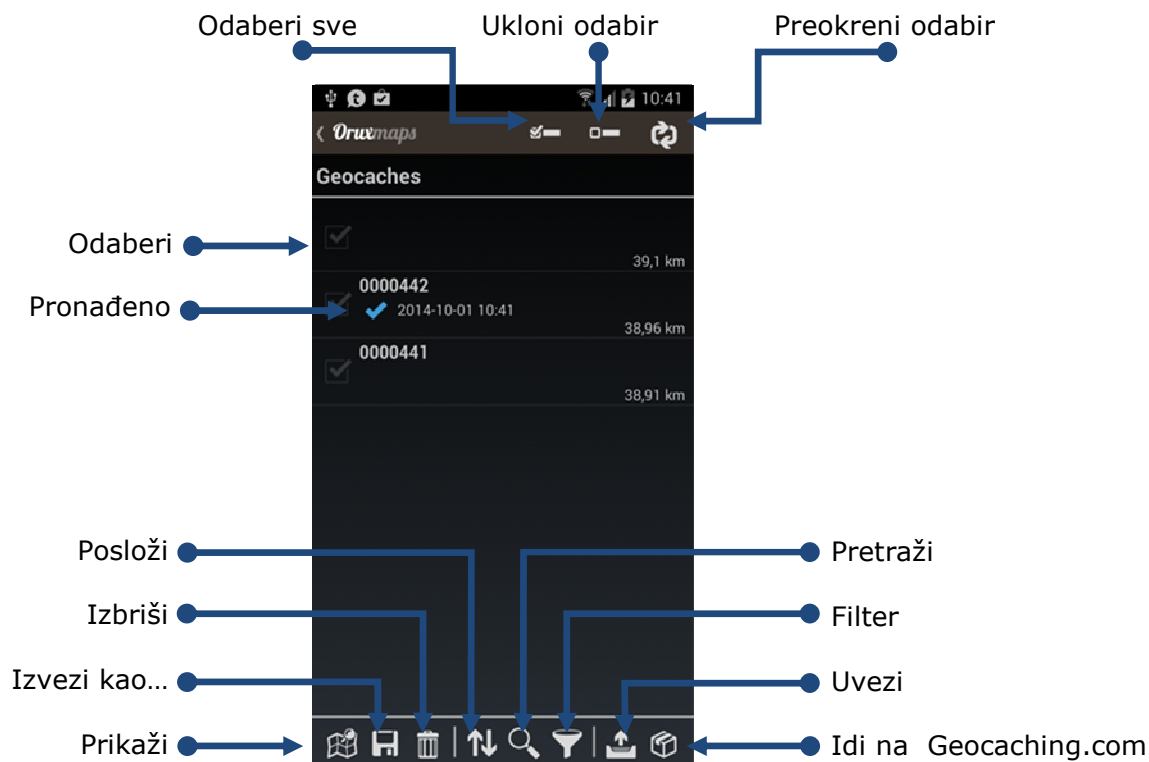 Odaberi sve Ukloni odabir Preokreni odabir
10:41
Oruxmaps
Geocaches
Odaberi
39,1 km
0000442
Pronađeno
2014-10-01 10:41
38,96 km
0000441
38,91 km
Posloži Pretraži
Izbriši Filter
Izvezi kao... Uvezi
Prikaži Idi na Geocaching.com